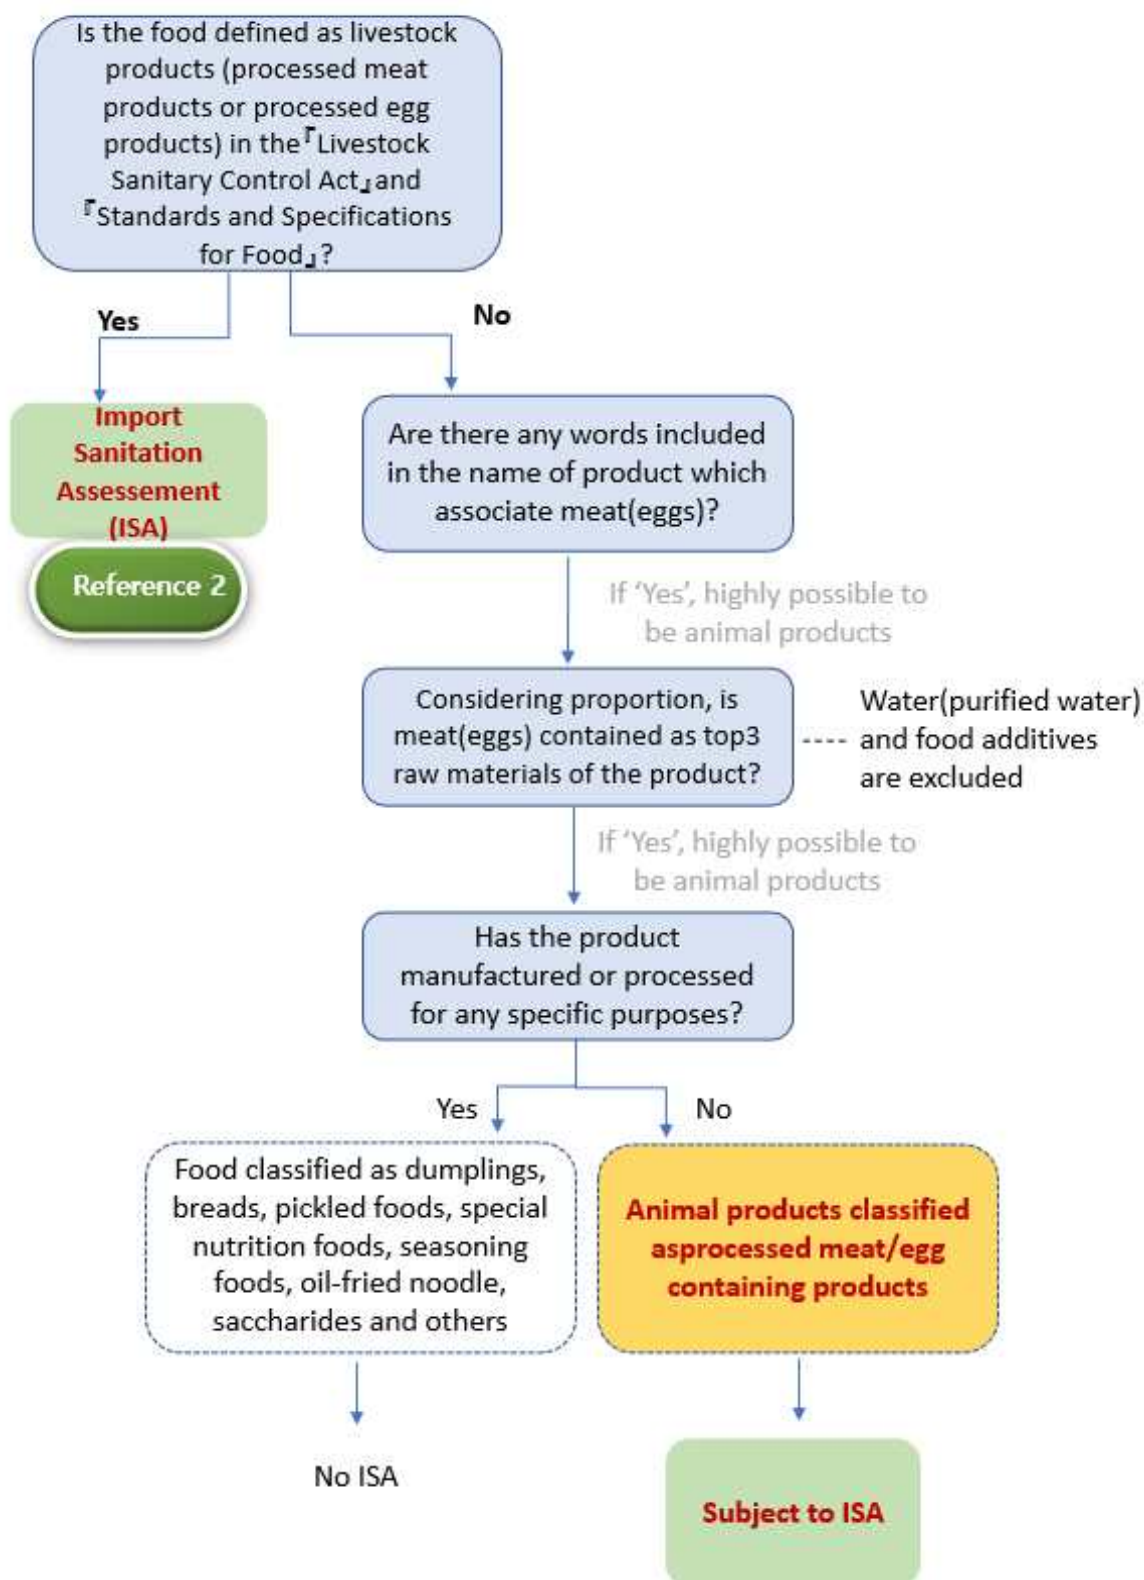 Is the food defined as livestock
products (processed meat
products or processed egg
products) in the『Livestock
Sanitary Control Act』and
『Standards and Specifications
for Food』?
Yes
No
Import
Sanitation
Assessement
(ISA)
Reference 2
Are there any words included
in the name of product which
associate meat(eggs)?
If ‘Yes’, highly possible to
be animal products
Considering proportion, is
meat(eggs) contained as top3
raw materials of the product?
Water(purified water)
and food additives
are excluded
If ‘Yes’, highly possible to
be animal products
Has the product
manufactured or processed
for any specific purposes?
Yes
No
Food classified as dumplings,
breads, pickled foods, special
nutrition foods, seasoning
foods, oil-fried noodle,
saccharides and others
Animal products classified
asprocessed meat/egg
containing products
No ISA
Subject to ISA